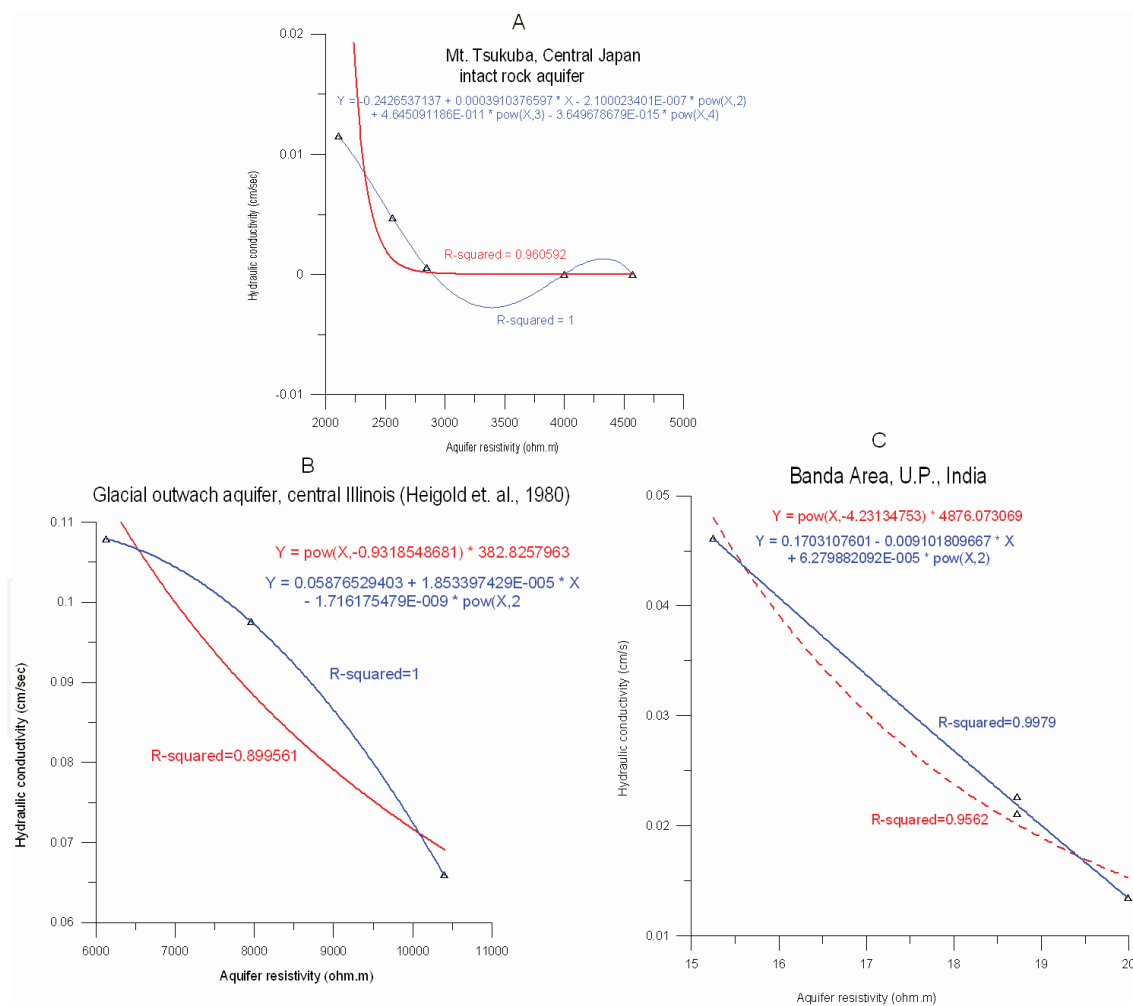 A
Mt. Tsukuba, Central Japan
intact rock aquifer
Y = -0.2426537137 + 0.0003910376597 * X - 2.100023401E-007 * pow(X,2)
+ 4.645091186E-011 * pow(X,3) - 3.649678679E-015 * pow(X,4)
0.02
0.01
0
-0.01
Hydraulic conductivity (cm/sec)
R-squared = 0.960592
R-squared = 1
2000 2500 3000 3500 4000 4500 5000
Aquifer resistivity (ohm.m)
B
Glacial outwach aquifer, central Illinois (Heigold et. al., 1980)
Y = pow(X,-0.9318548681) * 382.8257963
Y = 0.05876529403 + 1.853397429E-005 * X
- 1.716175479E-009 * pow(X,2
0.11
0.1
0.09
0.08
0.07
0.06
Hydraulic conductivity (cm/sec)
R-squared=1
R-squared=0.899561
6000 7000 8000 9000 10000 11000
Aquifer resistivity (ohm.m)
C
Banda Area, U.P., India
Y = pow(X,-4.23134753) * 4876.073069
Y = 0.1703107601 - 0.009101809667 * X
+ 6.279882092E-005 * pow(X,2)
0.05
0.04
0.03
0.02
0.01
Hydraulic conductivity (cm/s)
R-squared=0.9979
R-squared=0.9562
15 16 17 18 19 20
Aquifer resistivity (ohm.m)